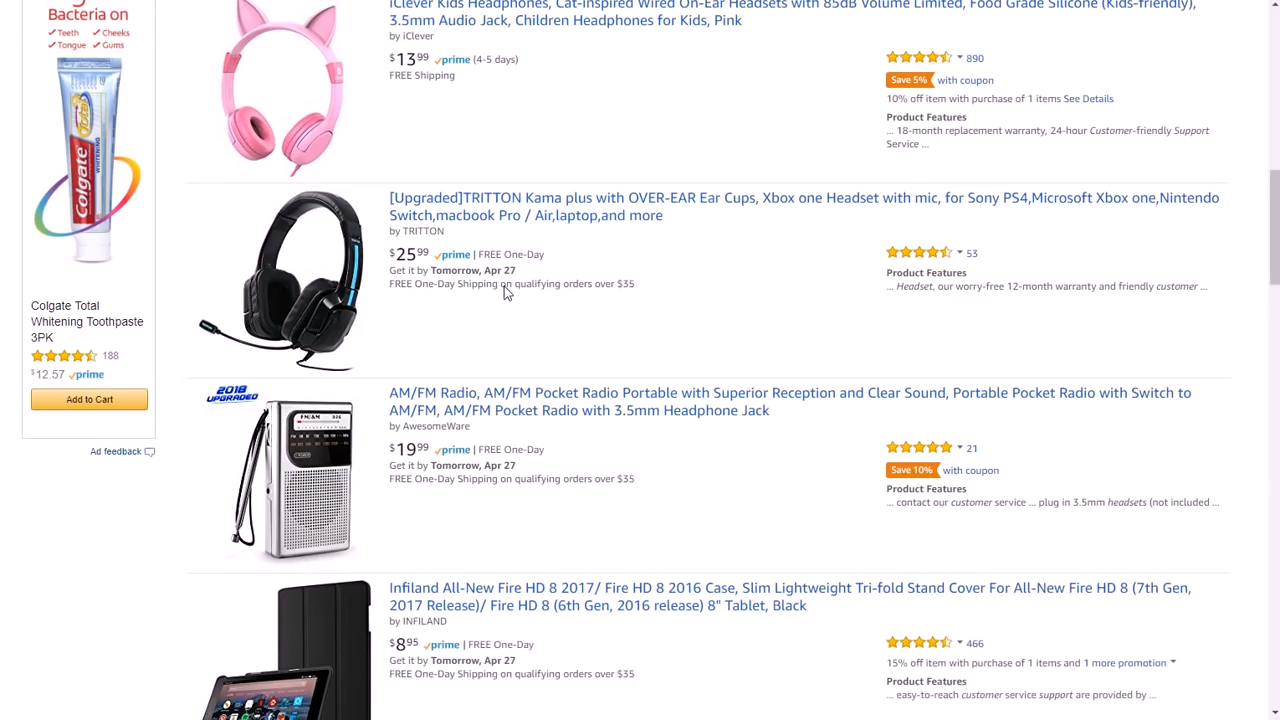 Bacteria on
✓ Teeth ✓ Cheeks
✓ Tongue ✓ Gums
Colgate
Total
WHITENING
Colgate Total
Whitening Toothpaste
3PK
188
$12.57 prime
Add to Cart
Ad feedback
iClever Kids Headphones, Cat-inspired Wired On-Ear Headsets with 85dB Volume Limited, Food Grade Silicone (Kids-friendly),
3.5mm Audio Jack, Children Headphones for Kids, Pink
by iClever
$13 99 prime (4-5 days)
FREE Shipping
890
Save 5% with coupon
10% off item with purchase of 1 items See Details
Product Features
... 18-month replacement warranty, 24-hour Customer-friendly Support
Service ...
[Upgraded]TRITTON Kama plus with OVER-EAR Ear Cups, Xbox one Headset with mic, for Sony PS4,Microsoft Xbox one,Nintendo
Switch,macbook Pro / Air,laptop,and more
by TRITTON
$25 99 prime | FREE One-Day
Get it by Tomorrow, Apr 27
FREE One-Day Shipping on qualifying orders over $35
53
Product Features
... Headset, our worry-free 12-month warranty and friendly customer ...
2018
UPGRADED
AM/FM Radio, AM/FM Pocket Radio Portable with Superior Reception and Clear Sound, Portable Pocket Radio with Switch to
AM/FM, AM/FM Pocket Radio with 3.5mm Headphone Jack
by AwesomeWare
$19 99 prime | FREE One-Day
Get it by Tomorrow, Apr 27
FREE One-Day Shipping on qualifying orders over $35
21
Save 10% with coupon
Product Features
... contact our customer service ... plug in 3.5mm headsets (not included ...
Infiland All-New Fire HD 8 2017/ Fire HD 8 2016 Case, Slim Lightweight Tri-fold Stand Cover For All-New Fire HD 8 (7th Gen,
2017 Release)/ Fire HD 8 (6th Gen, 2016 release) 8" Tablet, Black
by INFILAND
$8 95 prime | FREE One-Day
Get it by Tomorrow, Apr 27
FREE One-Day Shipping on qualifying orders over $35
466
15% off item with purchase of 1 items and 1 more promotion
Product Features
... easy-to-reach customer service support are provided by ...